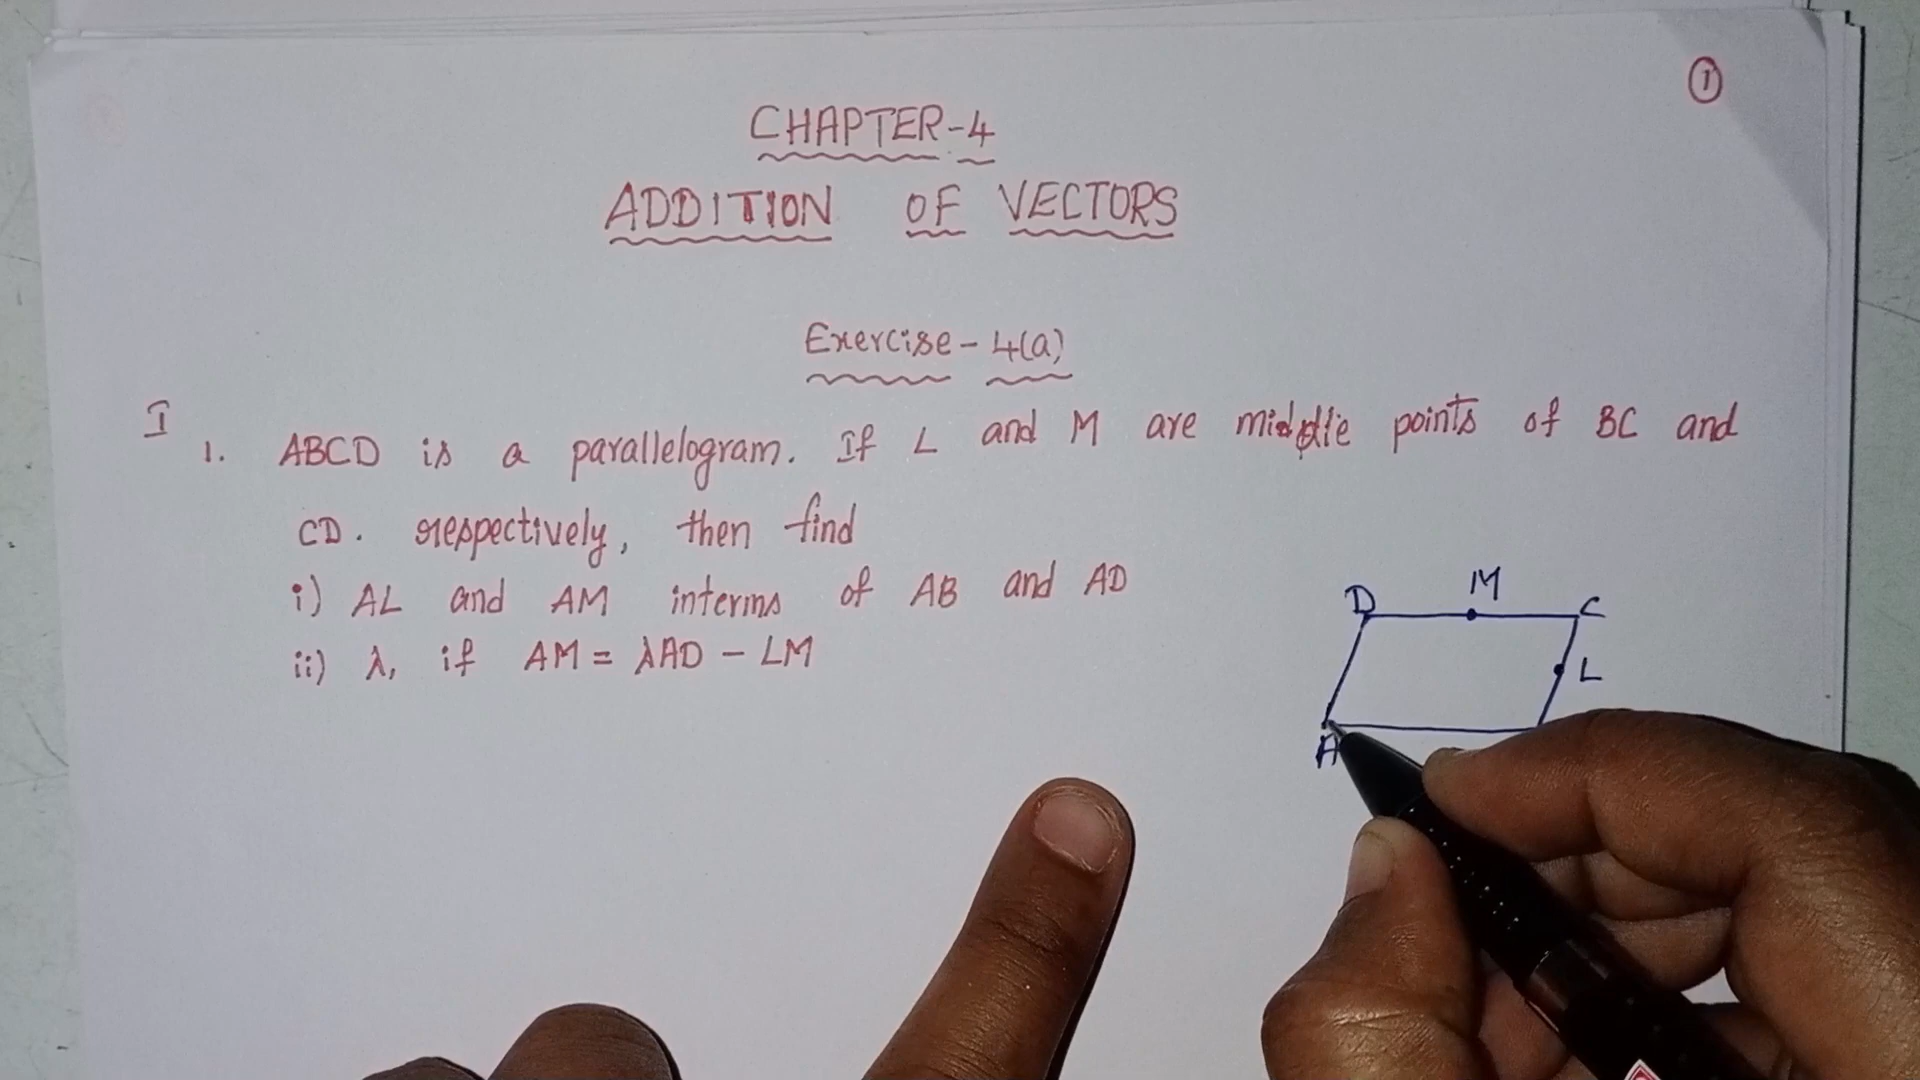 1
CHAPTER-4
ADDITION OF VECTORS
Exercise - 4(a)
I
1. ABCD is a parallelogram. If L and M are middle points of BC and
CD. respectively, then find
i) AL and AM interms of AB and AD
ii) λ, if AM = λAD - LM
M
D C
L
A